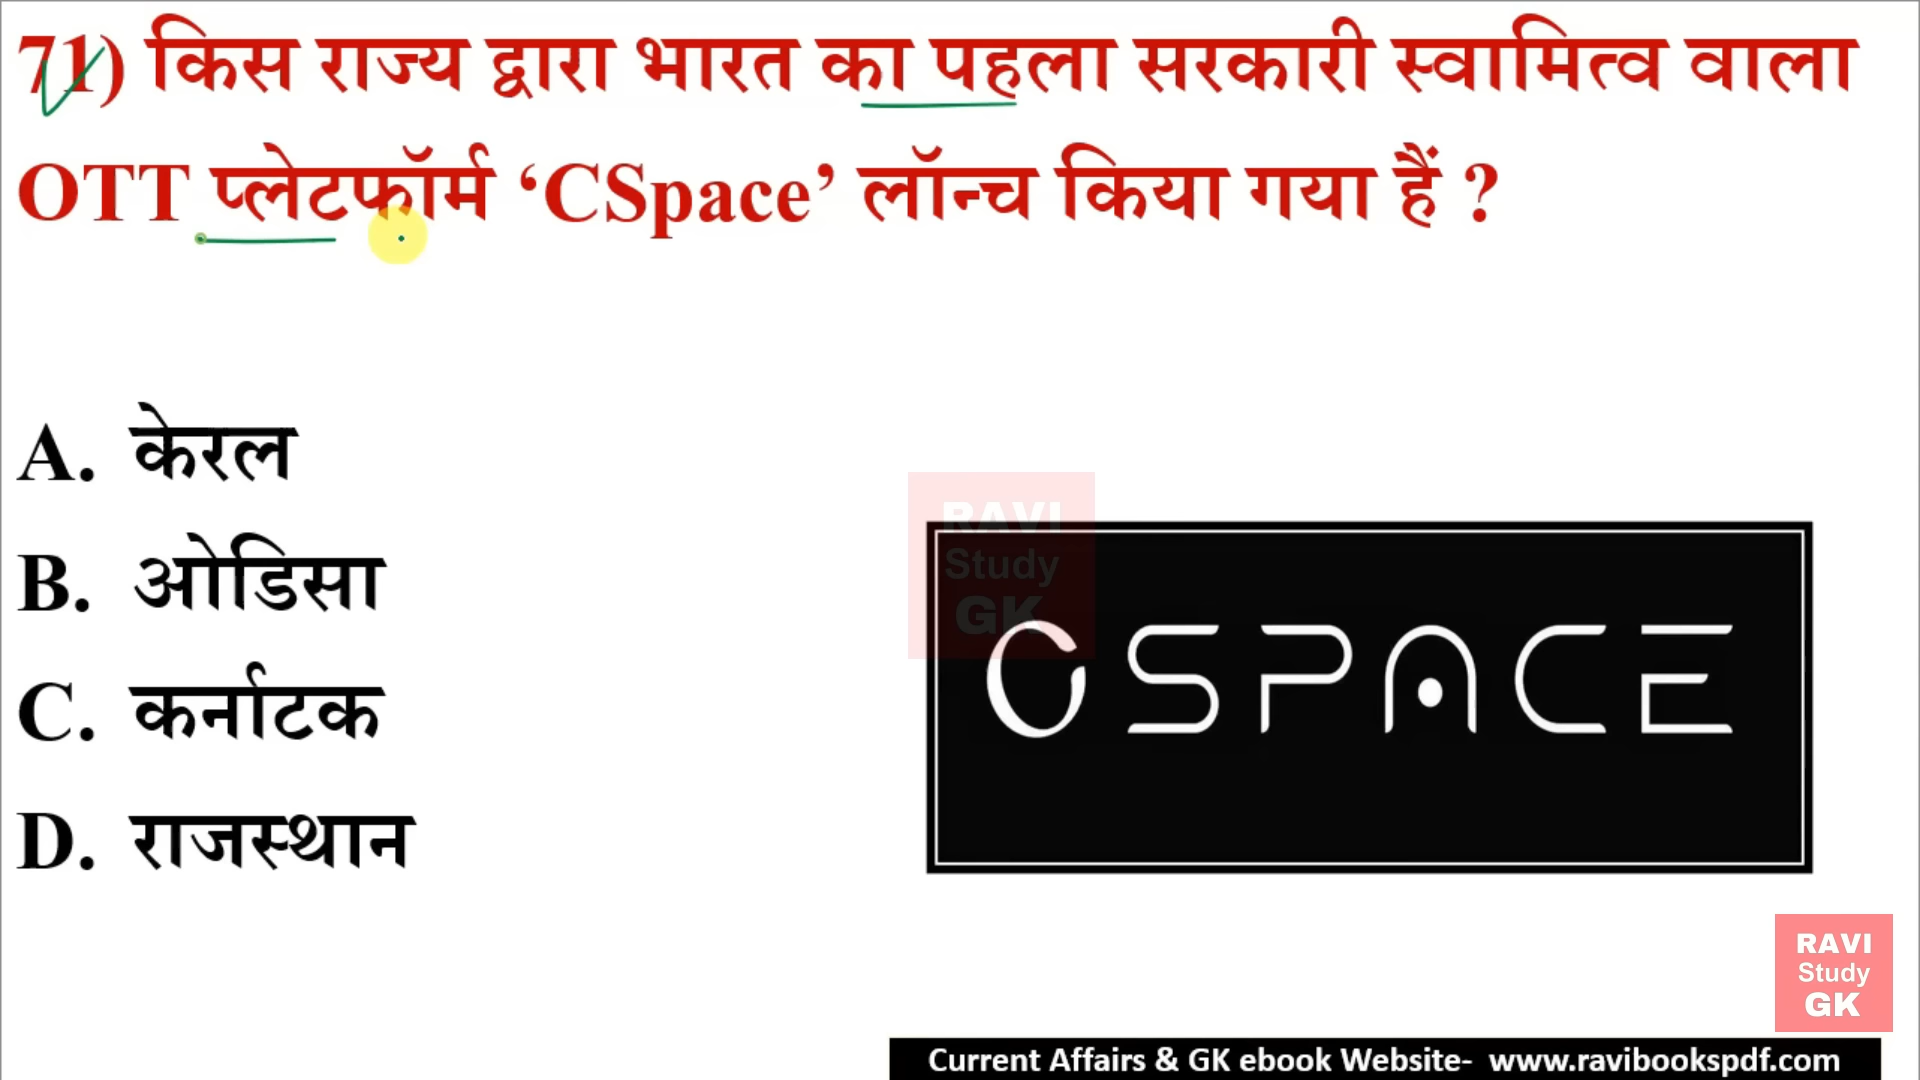 71) किस राज्य द्वारा भारत का पहला सरकारी स्वामित्व वाला
OTT प्लेटफॉर्म ‘CSpace’ लॉन्च किया गया हैं ?
A. केरल
B. ओडिसा
C. कर्नाटक
D. राजस्थान
RAVI
Study
GK
CSPACE
RAVI
Study
GK
Current Affairs & GK ebook Website- www.ravibookspdf.com